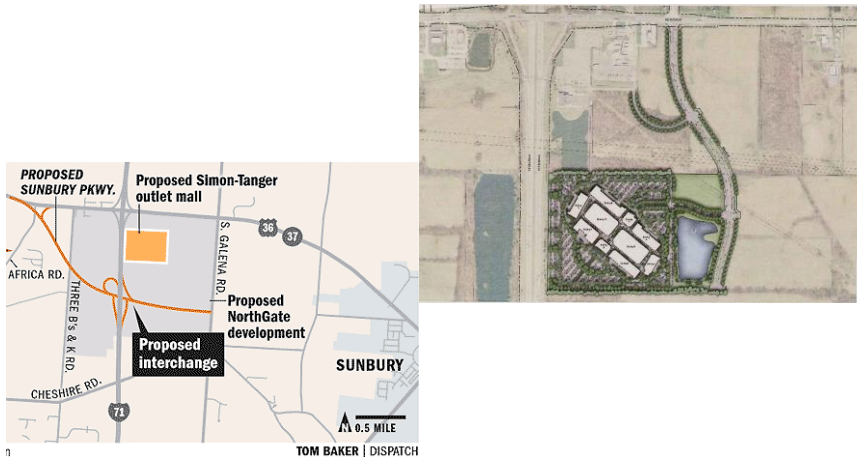 PROPOSED
SUNBURY PKWY.
Proposed Simon-Tanger
outlet mall
36
37
S. GALENA RD.
AFRICA RD.
THREE B's & K RD.
Proposed
NorthGate
development
Proposed
interchange
SUNBURY
CHESHIRE RD.
71
N
0.5 MILE
TOM BAKER | DISPATCH